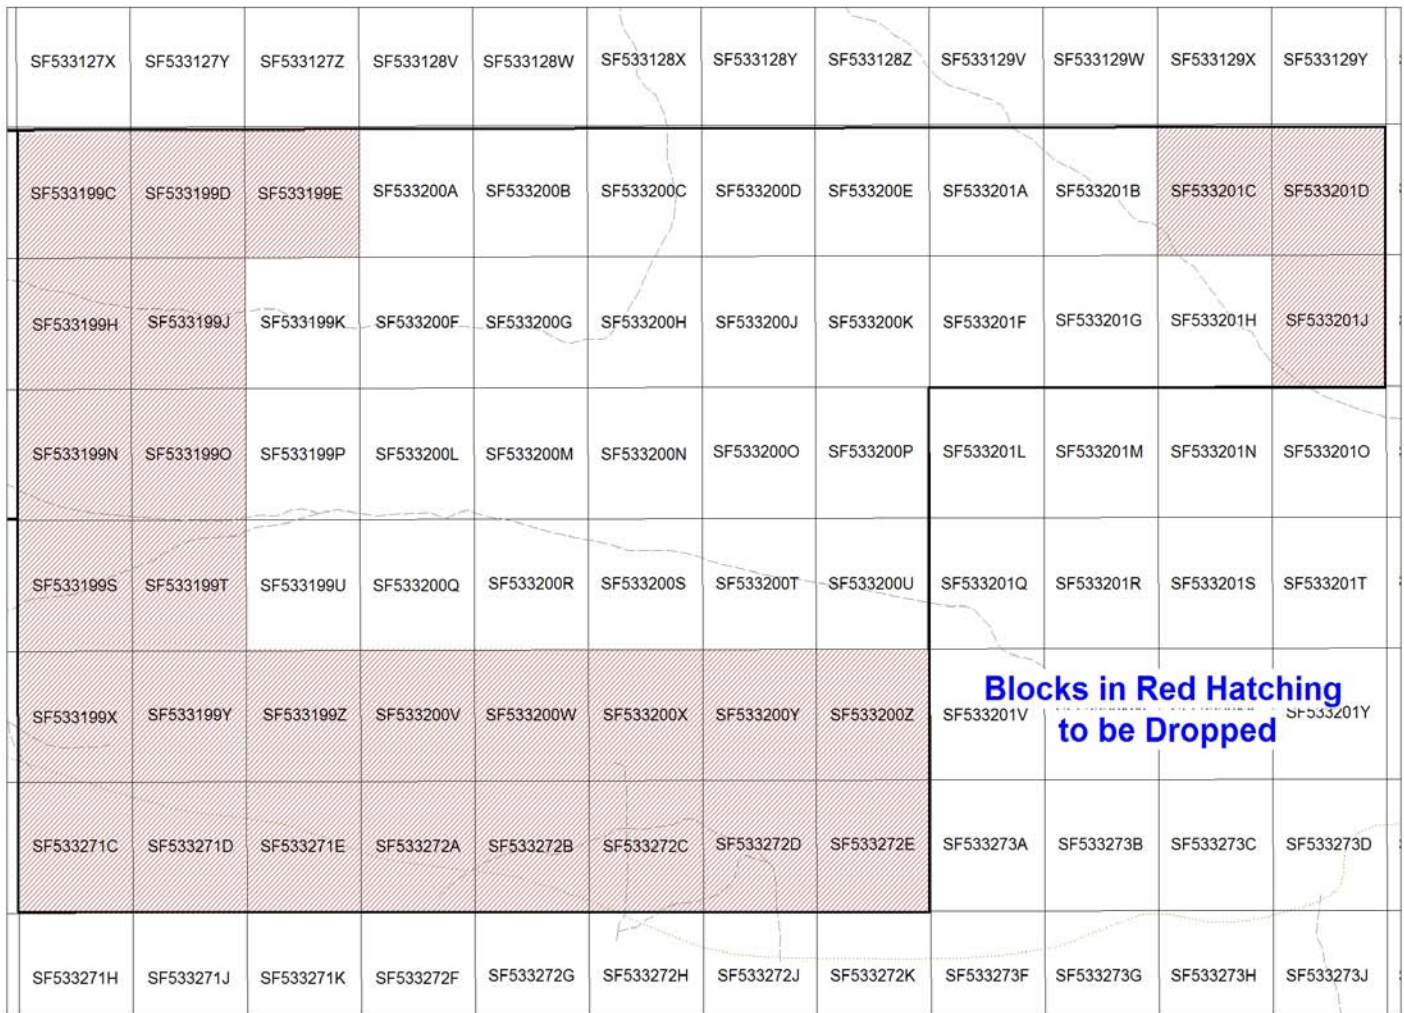 SF533127X SF533127Y SF533127Z SF533128V SF533128W SF533128X SF533128Y SF533128Z SF533129V SF533129W SF533129X SF533129Y
SF533199C SF533199D SF533199E SF533200A SF533200B SF533200C SF533200D SF533200E SF533201A SF533201B SF533201C SF533201D
SF533199H SF533199J SF533199K SF533200F SF533200G SF533200H SF533200J SF533200K SF533201F SF533201G SF533201H SF533201J
SF533199N SF533199O SF533199P SF533200L SF533200M SF533200N SF533200O SF533200P SF533201L SF533201M SF533201N SF533201O
SF533199S SF533199T SF533199U SF533200Q SF533200R SF533200S SF533200T SF533200U SF533201Q SF533201R SF533201S SF533201T
Blocks in Red Hatching
SF533199X SF533199Y SF533199Z SF533200V SF533200W SF533200X SF533200Y SF533200Z SF533201V SF533201Y
to be Dropped
SF533271C SF533271D SF533271E SF533272A SF533272B SF533272C SF533272D SF533272E SF533273A SF533273B SF533273C SF533273D
SF533271H SF533271J SF533271K SF533272F SF533272G SF533272H SF533272J SF533272K SF533273F SF533273G SF533273H SF533273J